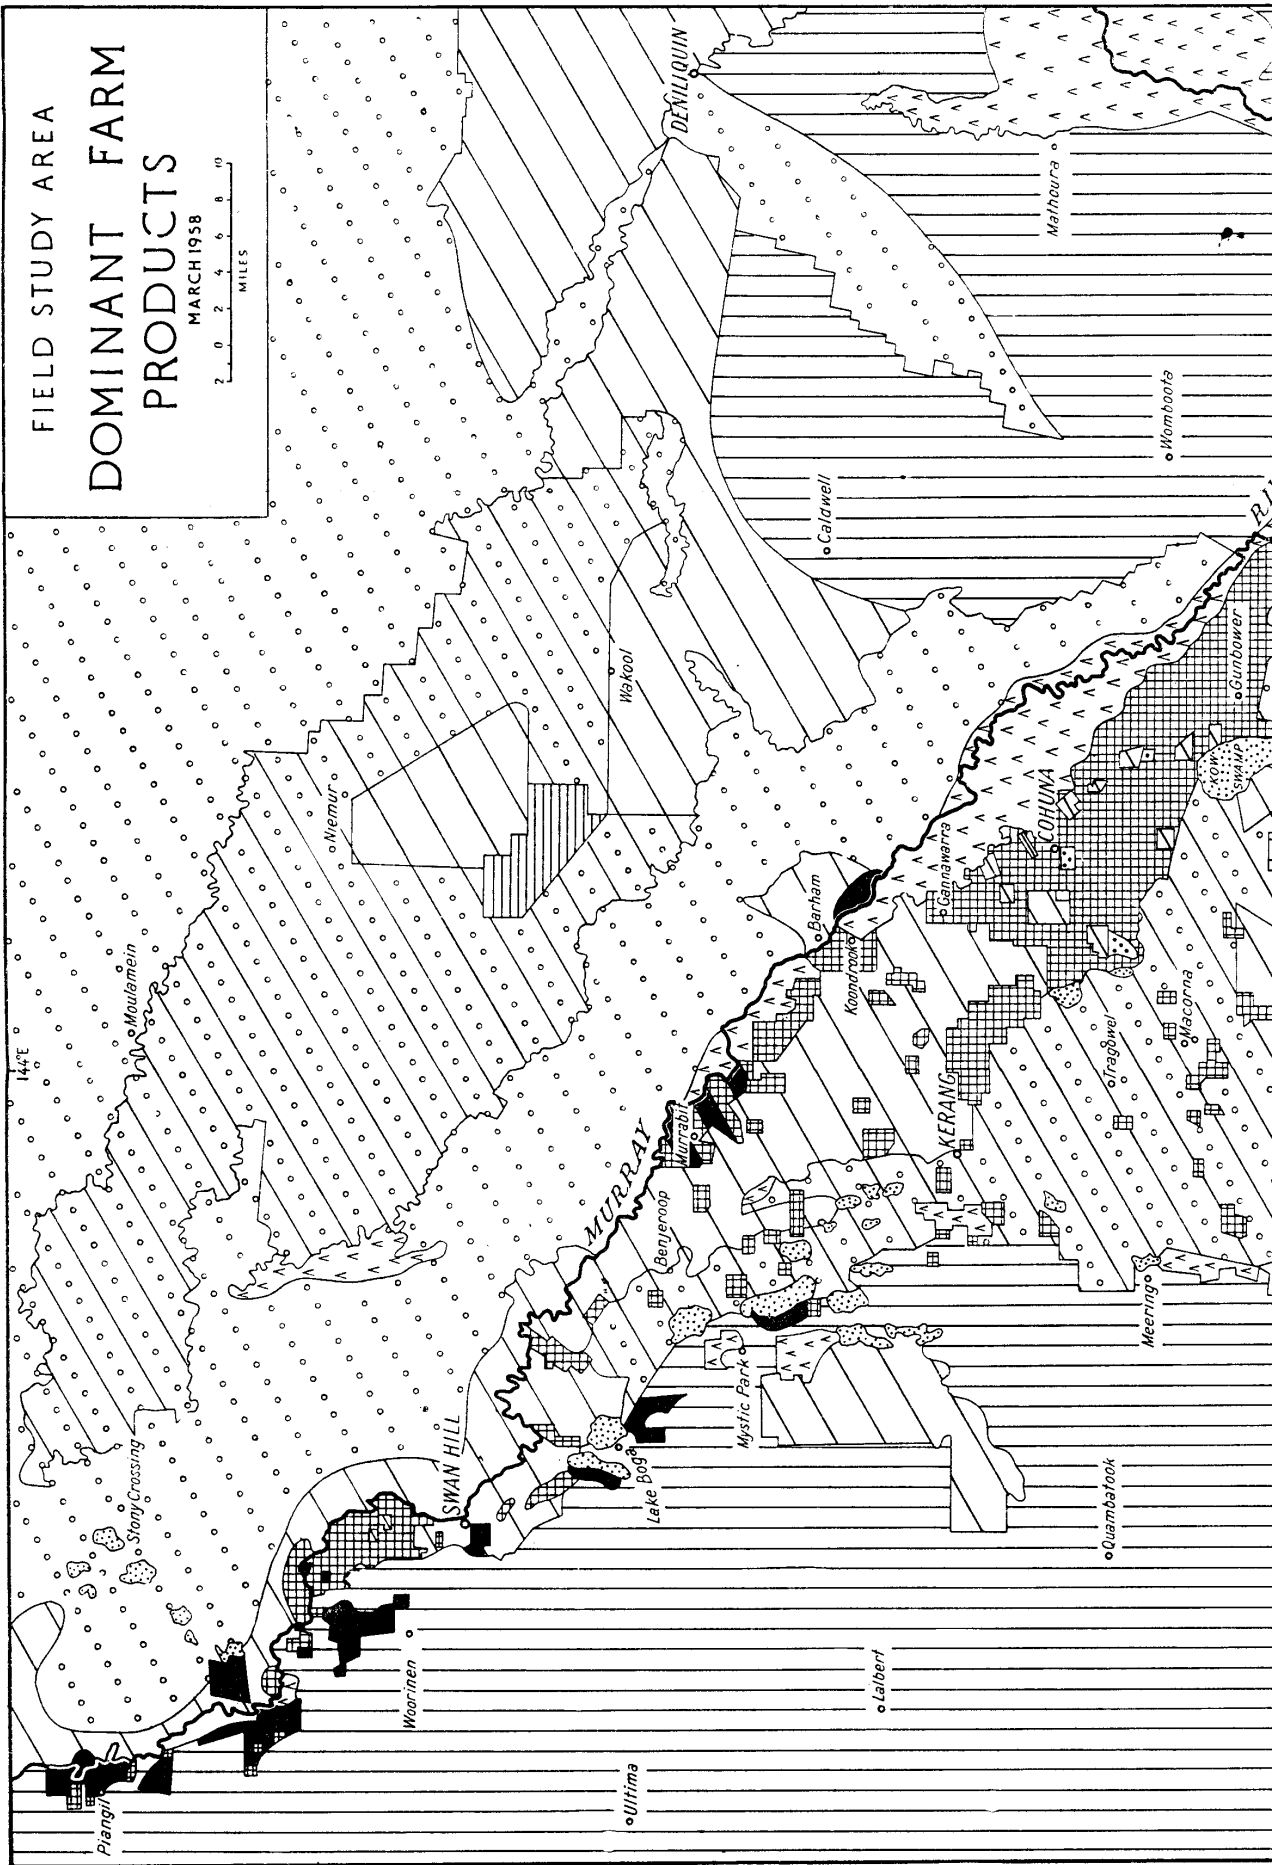 FIELD STUDY AREA
DOMINANT FARM
PRODUCTS
MARCH 1958
2 0 2 4 6 8 10
MILES
144°E
DENILIQUIN
Mathoura
Womboota
Caldwell
Wakool
Niemur
Moulamein
Stony Crossing
MURRAY
Gunbower
KOW
SWAMP
COHUNA
Gannawarra
Barham
Koondrook
Macorna
Tragowel
KERANG
Murrabit
Benjeroop
Meering
Mystic Park
SWAN HILL
Lake Boga
Quambatook
Woorinen
Lalbert
Ultima
Piangil